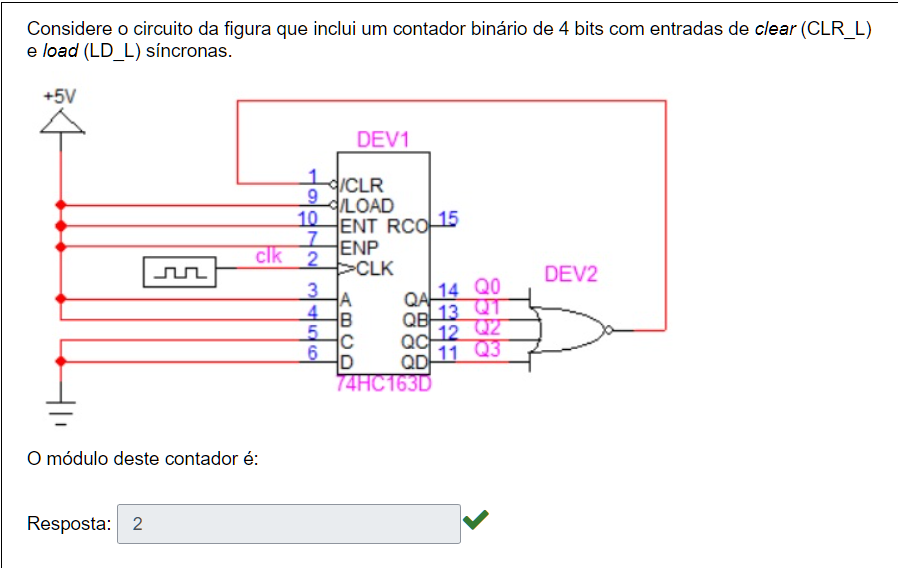 Considere o circuito da figura que inclui um contador binário de 4 bits com entradas de clear (CLR_L)
e load (LD_L) síncronas.
+5V
DEV1
1 /CLR
9 /LOAD
10 ENT RCO 15
7 ENP
clk 2 CLK
DEV2
3 A QA 14 Q0
4 B QB 13 Q1
5 C QC 12 Q2
6 D QD 11 Q3
74HC163D
O módulo deste contador é:
Resposta: 2